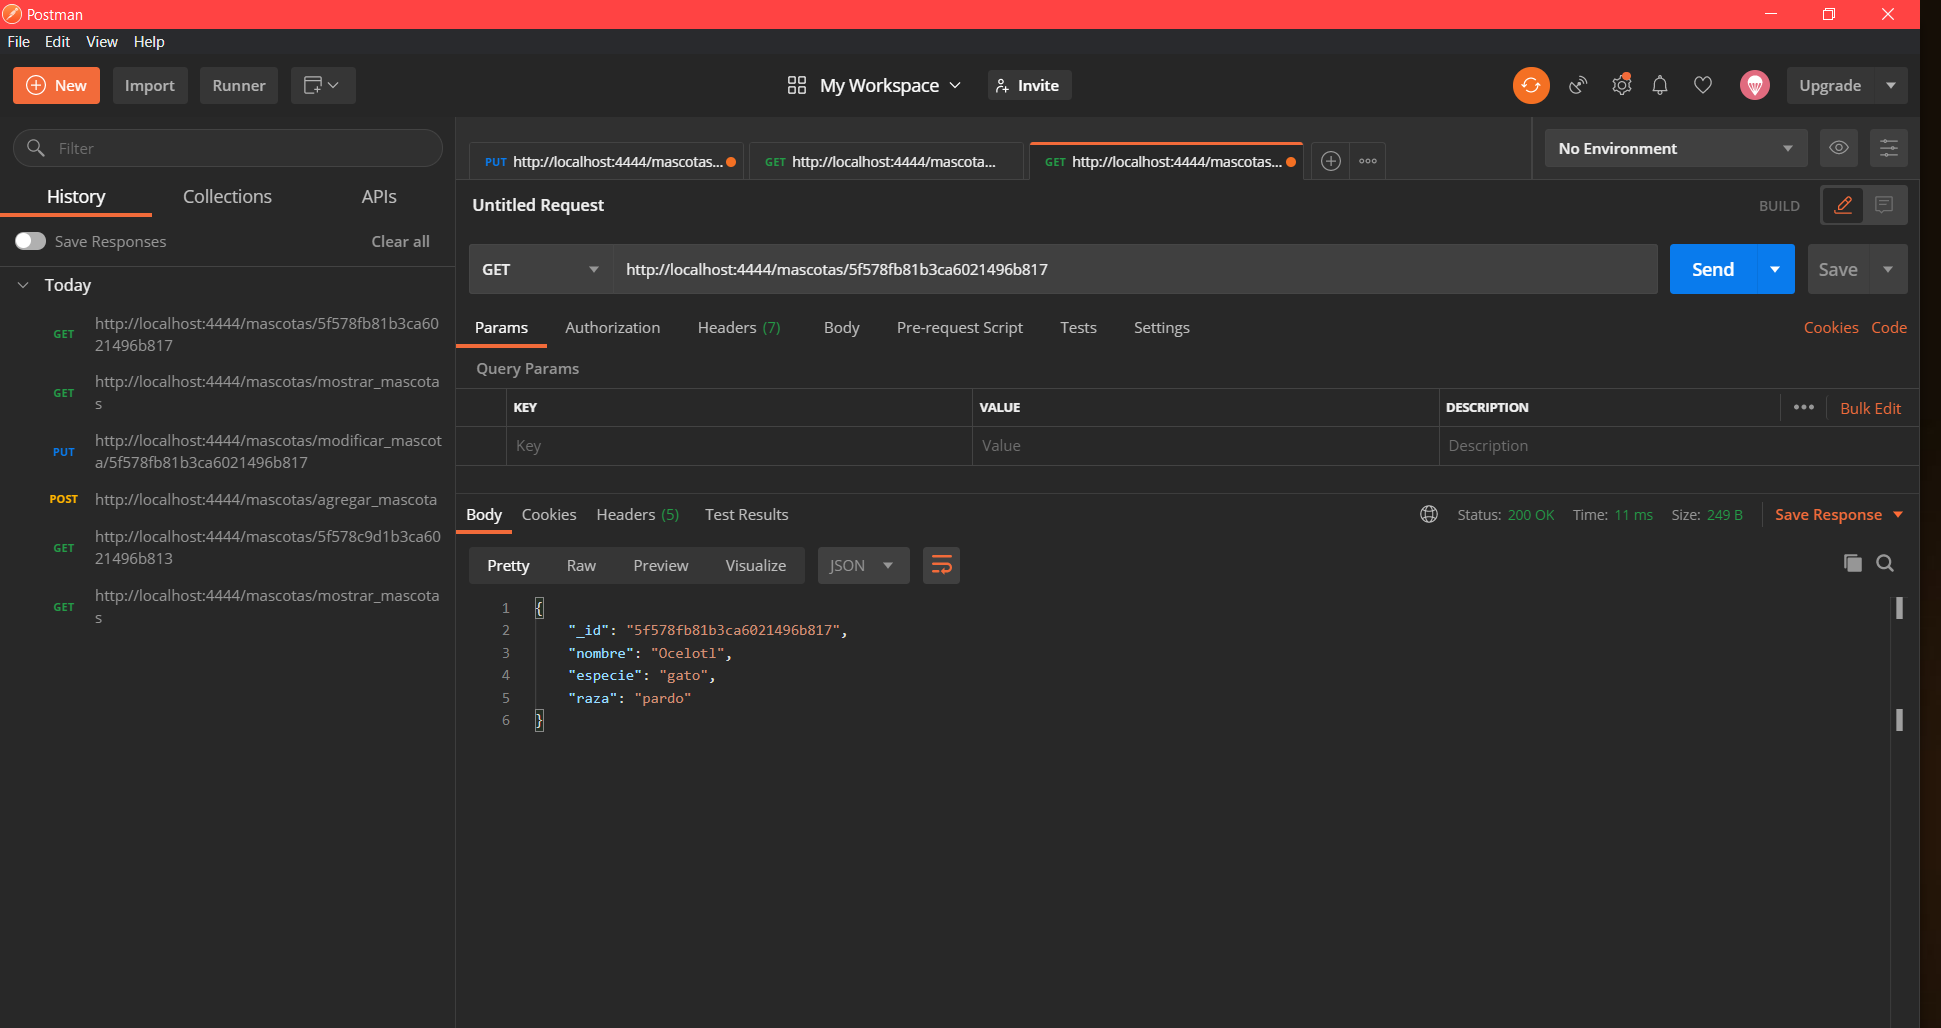 Postman
File Edit View Help
New Import Runner My Workspace Invite Upgrade
Filter
History Collections APIs
Save Responses Clear all
Today
GET http://localhost:4444/mascotas/5f578fb81b3ca60
21496b817
GET http://localhost:4444/mascotas/mostrar_mascota
s
PUT http://localhost:4444/mascotas/modificar_mascot
a/5f578fb81b3ca6021496b817
POST http://localhost:4444/mascotas/agregar_mascota
GET http://localhost:4444/mascotas/5f578c9d1b3ca60
21496b813
GET http://localhost:4444/mascotas/mostrar_mascota
s
PUT http://localhost:4444/mascotas... GET http://localhost:4444/mascota... GET http://localhost:4444/mascotas... No Environment
Untitled Request BUILD
GET http://localhost:4444/mascotas/5f578fb81b3ca6021496b817 Send Save
Params Authorization Headers (7) Body Pre-request Script Tests Settings Cookies Code
Query Params
KEY VALUE DESCRIPTION ••• Bulk Edit
Key Value Description
Body Cookies Headers (5) Test Results Status: 200 OK Time: 11 ms Size: 249 B Save Response
Pretty Raw Preview Visualize JSON
1 {
2 "_id": "5f578fb81b3ca6021496b817",
3 "nombre": "Ocelotl",
4 "especie": "gato",
5 "raza": "pardo"
6 }